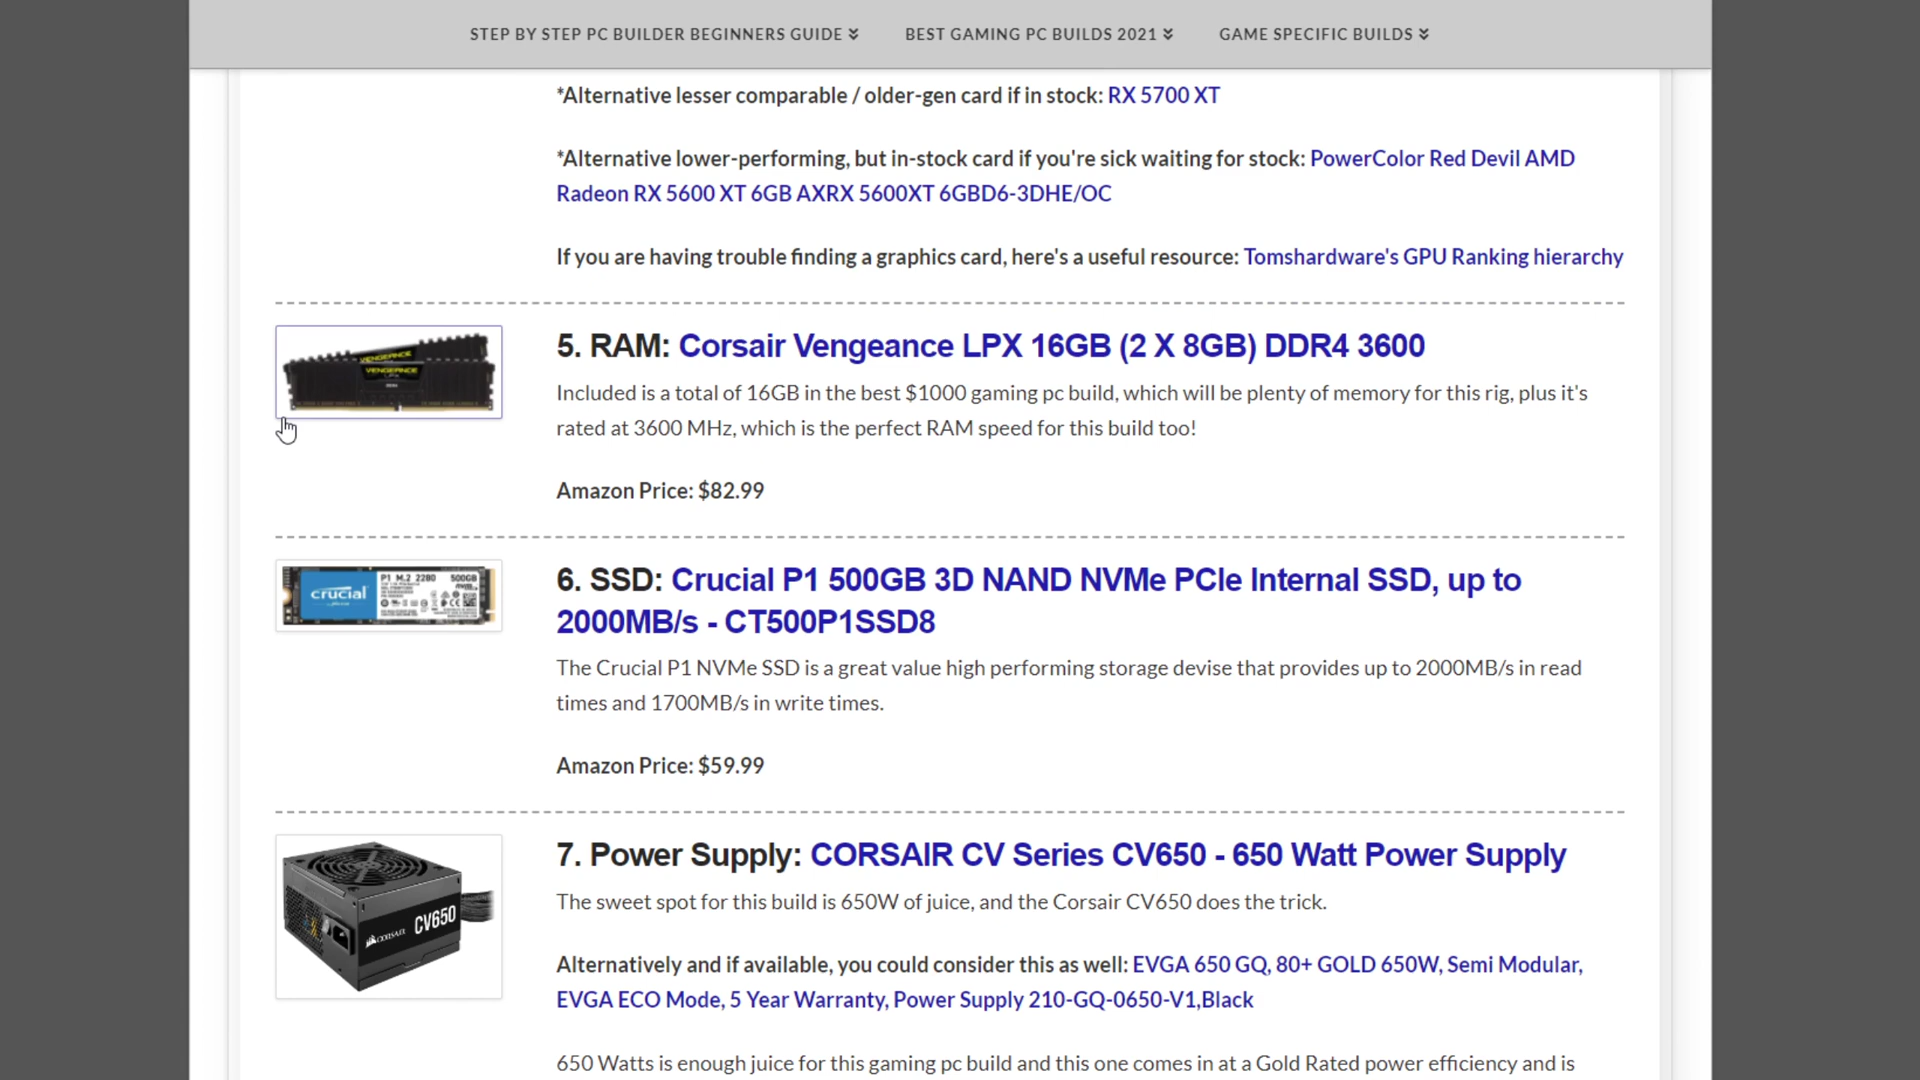 STEP BY STEP PC BUILDER BEGINNERS GUIDE BEST GAMING PC BUILDS 2021 GAME SPECIFIC BUILDS
*Alternative lesser comparable / older-gen card if in stock: RX 5700 XT
*Alternative lower-performing, but in-stock card if you're sick waiting for stock: PowerColor Red Devil AMD
Radeon RX 5600 XT 6GB AXRX 5600XT 6GBD6-3DHE/OC
If you are having trouble finding a graphics card, here's a useful resource: Tomshardware's GPU Ranking hierarchy
VENGEANCE
VENGEANCE
5. RAM: Corsair Vengeance LPX 16GB (2 X 8GB) DDR4 3600
Included is a total of 16GB in the best $1000 gaming pc build, which will be plenty of memory for this rig, plus it's
rated at 3600 MHz, which is the perfect RAM speed for this build too!
Amazon Price: $82.99
crucial
P1 M.2 2280 500GB
6. SSD: Crucial P1 500GB 3D NAND NVMe PCIe Internal SSD, up to
2000MB/s - CT500P1SSD8
The Crucial P1 NVMe SSD is a great value high performing storage devise that provides up to 2000MB/s in read
times and 1700MB/s in write times.
Amazon Price: $59.99
CORSAIR CV650
7. Power Supply: CORSAIR CV Series CV650 - 650 Watt Power Supply
The sweet spot for this build is 650W of juice, and the Corsair CV650 does the trick.
Alternatively and if available, you could consider this as well: EVGA 650 GQ, 80+ GOLD 650W, Semi Modular,
EVGA ECO Mode, 5 Year Warranty, Power Supply 210-GQ-0650-V1,Black
650 Watts is enough juice for this gaming pc build and this one comes in at a Gold Rated power efficiency and is